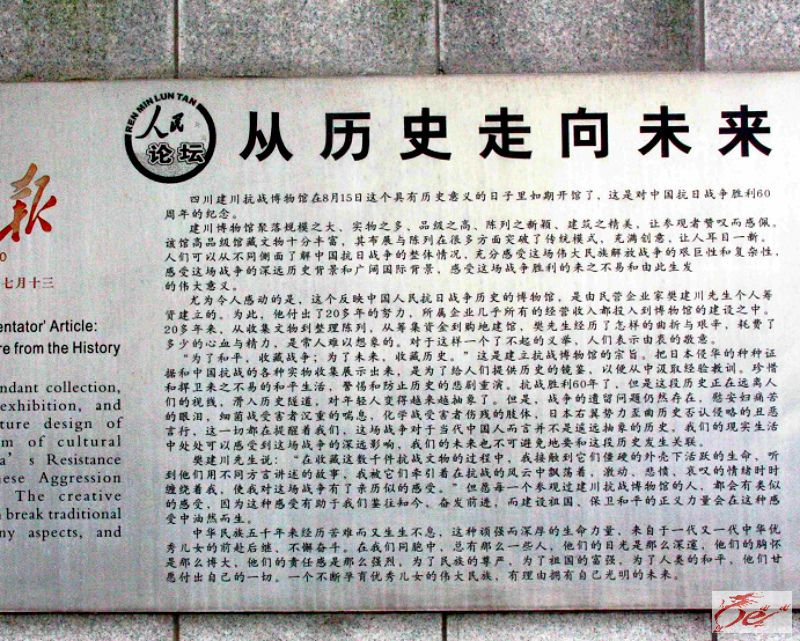 REN MIN LUN TAN
人民
论坛
从历史走向未来
报
0
七月十三
entator' Article:
re from the History
ndant collection,
exhibition, and
ture design of
m of cultural
a's Resistance
nese Aggression
The creative
break traditional
ny aspects, and
四川建川抗战博物馆在8月15日这个具有历史意义的日子里如期开馆了，这是对中国抗日战争胜利60
周年的纪念。
建川博物馆聚落规模之大、实物之多、品级之高、陈列之新颖、建筑之精美，让参观者赞叹而感佩。
该馆高品级馆藏文物十分丰富，其布展与陈列在很多方面突破了传统模式，充满创意，让人耳目一新。
人们可以从不同侧面了解中国抗日战争的整体情况，充分感受这场伟大民族解放战争的艰巨性和复杂性，
感受这场战争的深远历史背景和广阔国际背景，感受这场战争胜利的来之不易和由此生发
的伟大意义。
尤为令人感动的是，这个反映中国人民抗日战争历史的博物馆，是由民营企业家樊建川先生个人筹
资建立的。为此，他付出了20多年的努力，所属企业几乎所有的经营收入都投入到博物馆的建设之中。
20多年来，从收集文物到整理陈列，从筹集资金到购地建馆，樊先生经历了怎样的曲折与艰辛，耗费了
多少的心血与精力，是常人难以想象的。对于这样一个了不起的义举，人们表示由衷的敬意。
“为了和平，收藏战争；为了未来，收藏历史。”这是建立抗战博物馆的宗旨。把日本侵华的种种证
据和中国抗战的各种实物收集展示出来，是为了给人们提供历史的镜鉴，以便从中汲取经验教训，珍惜
和捍卫来之不易的和平生活，警惕和防止历史的悲剧重演。抗战胜利60年了，但是这段历史正在远离人
们的视线，滑入历史隧道，对年轻人变得越来越抽象了。但是，战争的遗留问题仍然存在，慰安妇痛苦
的眼泪，细菌战受害者沉重的喘息，化学战受害者伤残的肢体，日本右翼势力歪曲历史否认侵略的丑恶
言行，这一切都在提醒着我们，这场战争对于当代中国人而言并不是遥远抽象的历史，我们的现实生活
中处处可以感受到这场战争的深远影响，我们的未来也不可避免地要和这段历史发生关联。
樊建川先生说：“在收藏这数千件抗战文物的过程中，我接触到它们僵硬的外壳下活跃的生命，听
到他们用不同方言讲述的故事，我被它们牵引着在抗战的风云中飘荡着，激动、悲愤、哀叹的情绪时时
缠绕着我，使我对这场战争有了亲历似的感受。”但愿每一个参观过建川抗战博物馆的人，都会有类似
的感受，因为这种感受有助于我们鉴往知今。奋发前进，而建设祖国、保卫和平的正义力量会在这种感
受中油然而生。
中华民族五千年来经历苦难而又生生不息，这种顽强而深厚的生命力量，来自于一代又一代中华优
秀儿女的前赴后继、不懈奋斗。在我们同胞中，总有那么一些人，他们的目光是那么深邃，他们的胸怀
是那么博大，他们的责任感是那么强烈，为了民族的尊严，为了祖国的富强，为了人类的和平，他们甘
愿付出自己的一切。一个不断孕育优秀儿女的伟大民族，有理由拥有自己光明的未来。